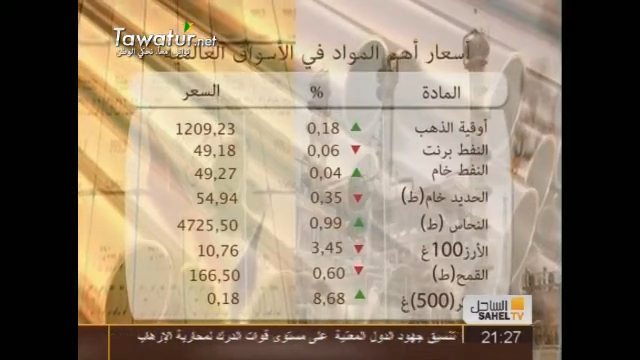 Tawatur.net
أسعار أهم المواد في الأسواق العالمية
المادة % السعر
أوقية الذهب 0,18 1209,23
النفط برنت 0,06 49,18
النفط خام 0,04 49,27
الحديد خام(ط) 0,35 54,94
النحاس (ط) 0,99 4725,50
الأرز100غ 3,45 10,76
القمح(ط) 0,60 166,50
(500)غ 8,68 0,18
الساحل
SAHEL TV
تنسيق جهود الدول المعنية على مستوى قوات الدرك لمحاربة الإرهاب 21:27